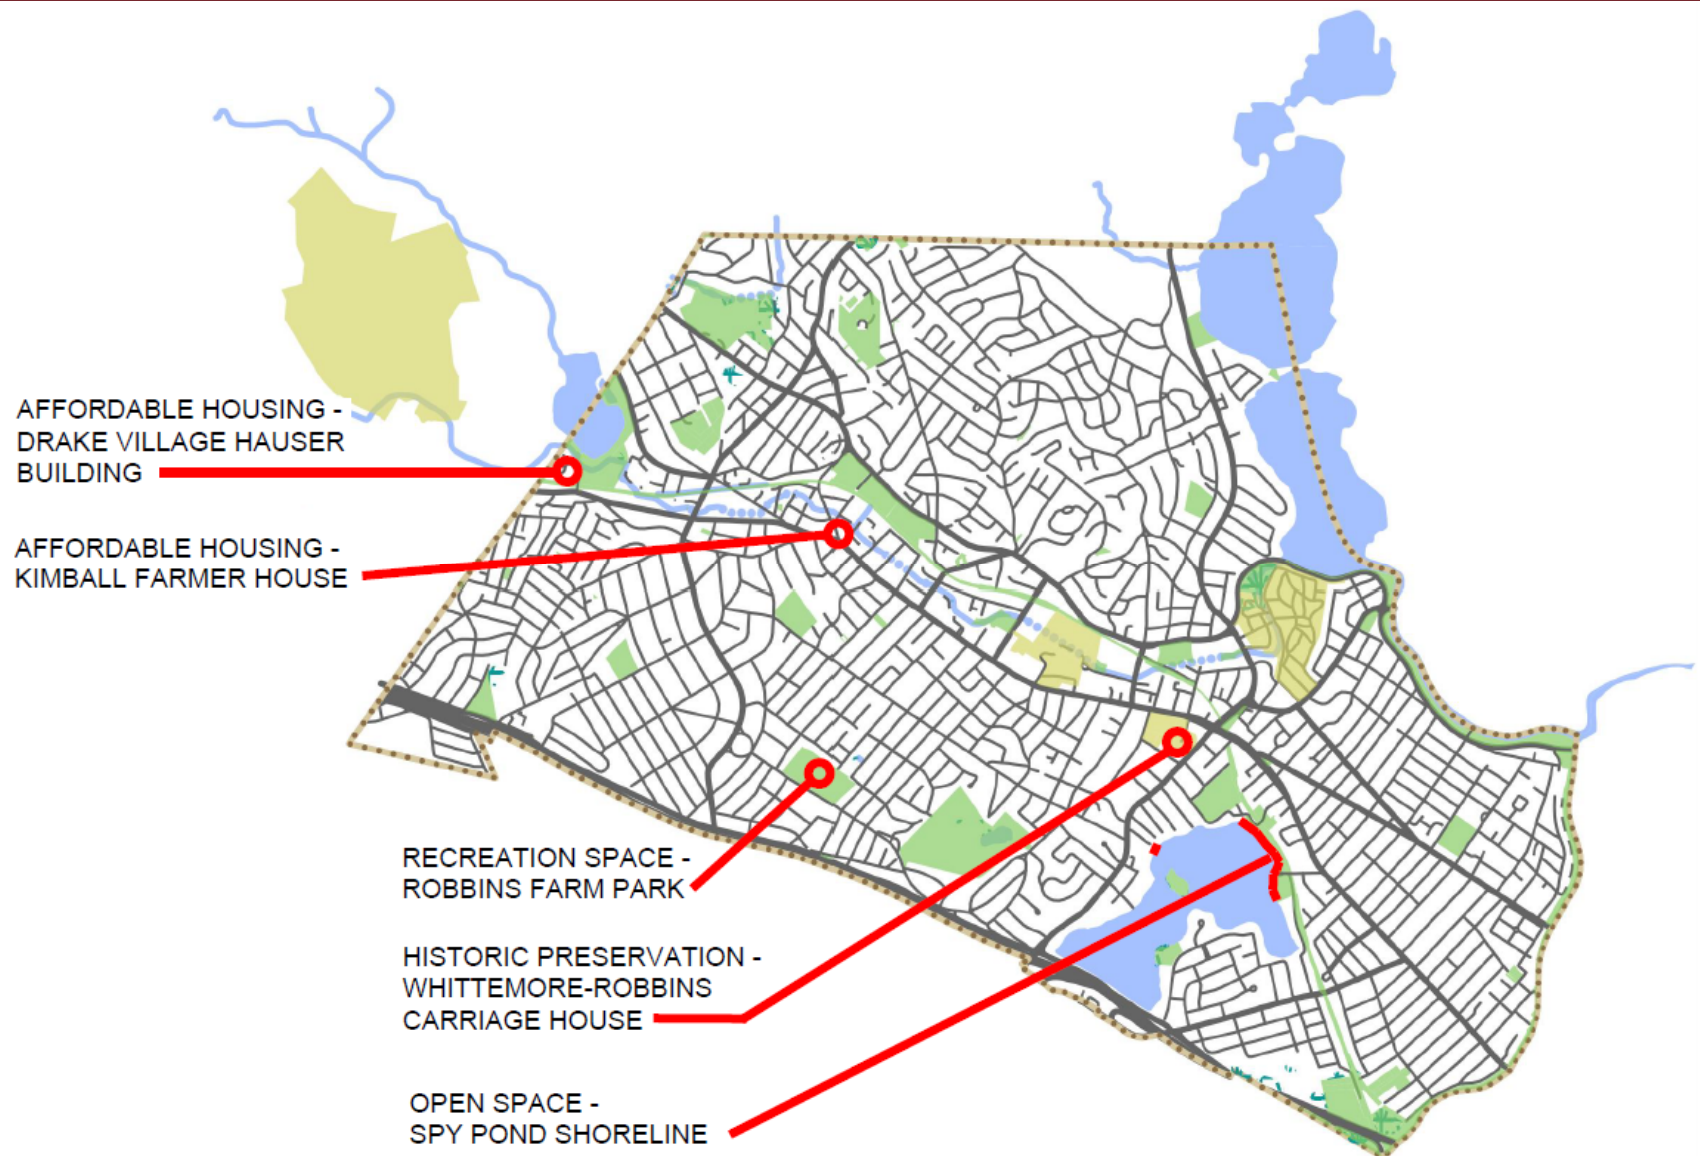 AFFORDABLE HOUSING -
DRAKE VILLAGE HAUSER
BUILDING
AFFORDABLE HOUSING -
KIMBALL FARMER HOUSE
RECREATION SPACE -
ROBBINS FARM PARK
HISTORIC PRESERVATION -
WHITTEMORE-ROBBINS
CARRIAGE HOUSE
OPEN SPACE -
SPY POND SHORELINE